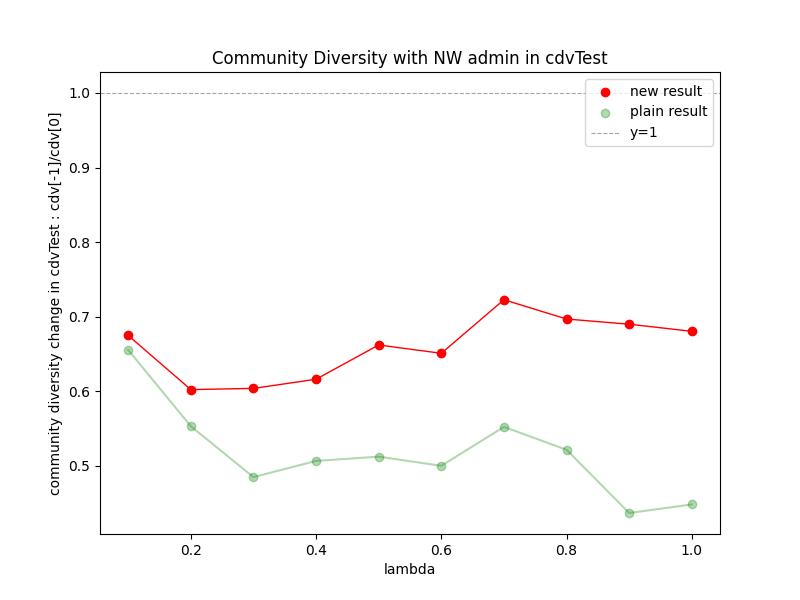 Community Diversity with NW admin in cdvTest
new result
plain result
y=1
community diversity change in cdvTest : cdv[-1]/cdv[0]
1.0
0.9
0.8
0.7
0.6
0.5
0.2
0.4
0.6
0.8
1.0
lambda